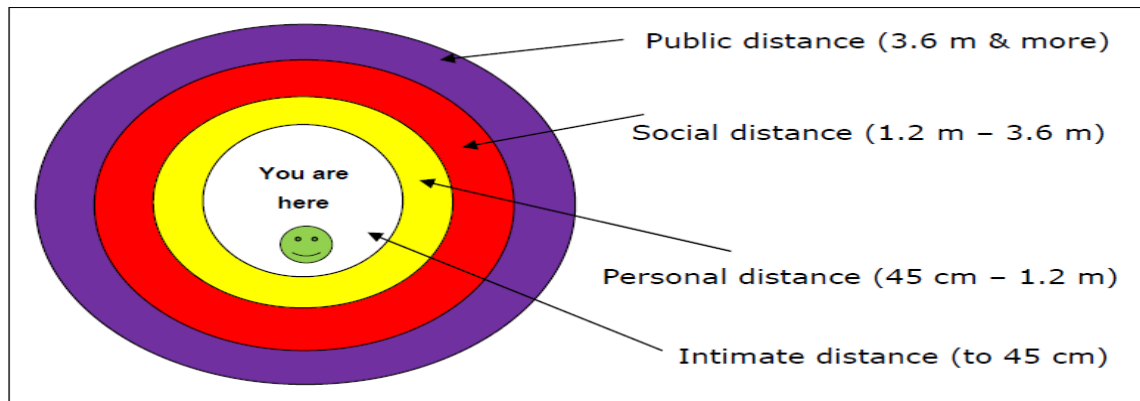 Public distance (3.6 m & more)
Social distance (1.2 m – 3.6 m)
You are
here
Personal distance (45 cm – 1.2 m)
Intimate distance (to 45 cm)